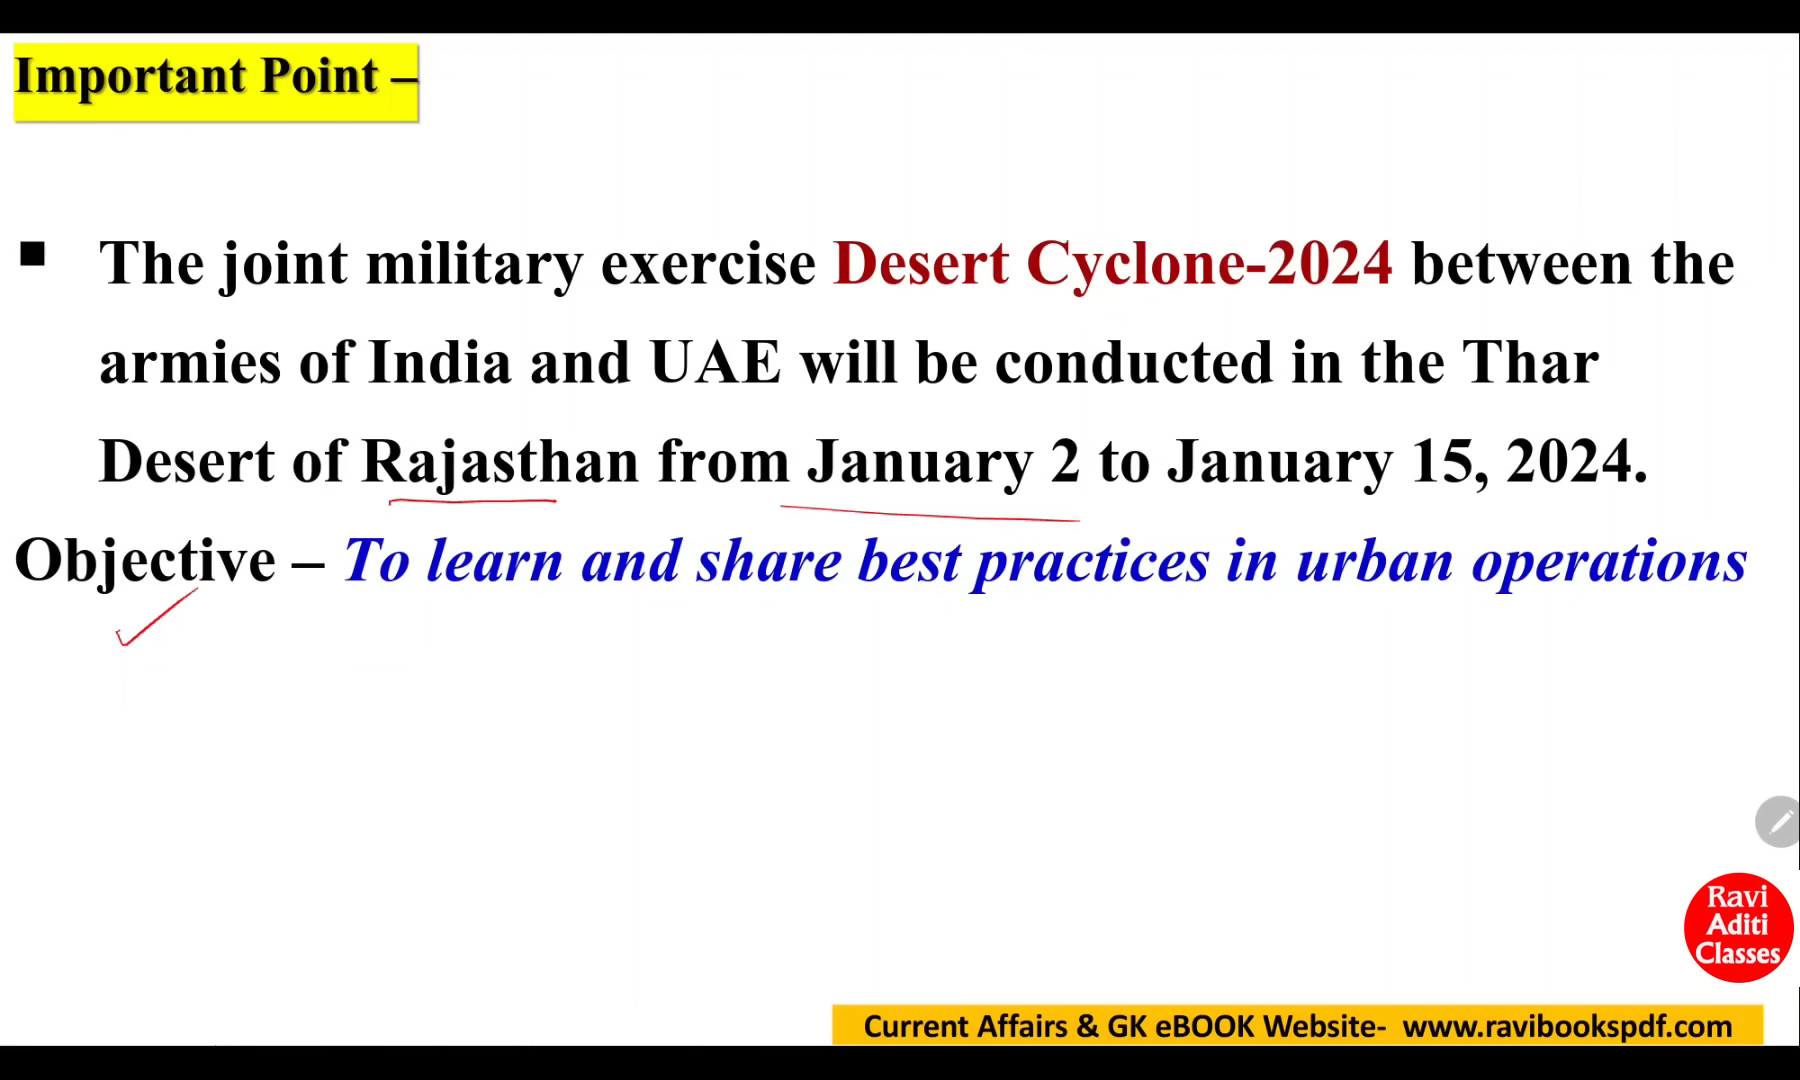 Important Point –
▪ The joint military exercise Desert Cyclone-2024 between the
armies of India and UAE will be conducted in the Thar
Desert of Rajasthan from January 2 to January 15, 2024.
Objective – To learn and share best practices in urban operations
Ravi
Aditi
Classes
Current Affairs & GK eBOOK Website- www.ravibookspdf.com